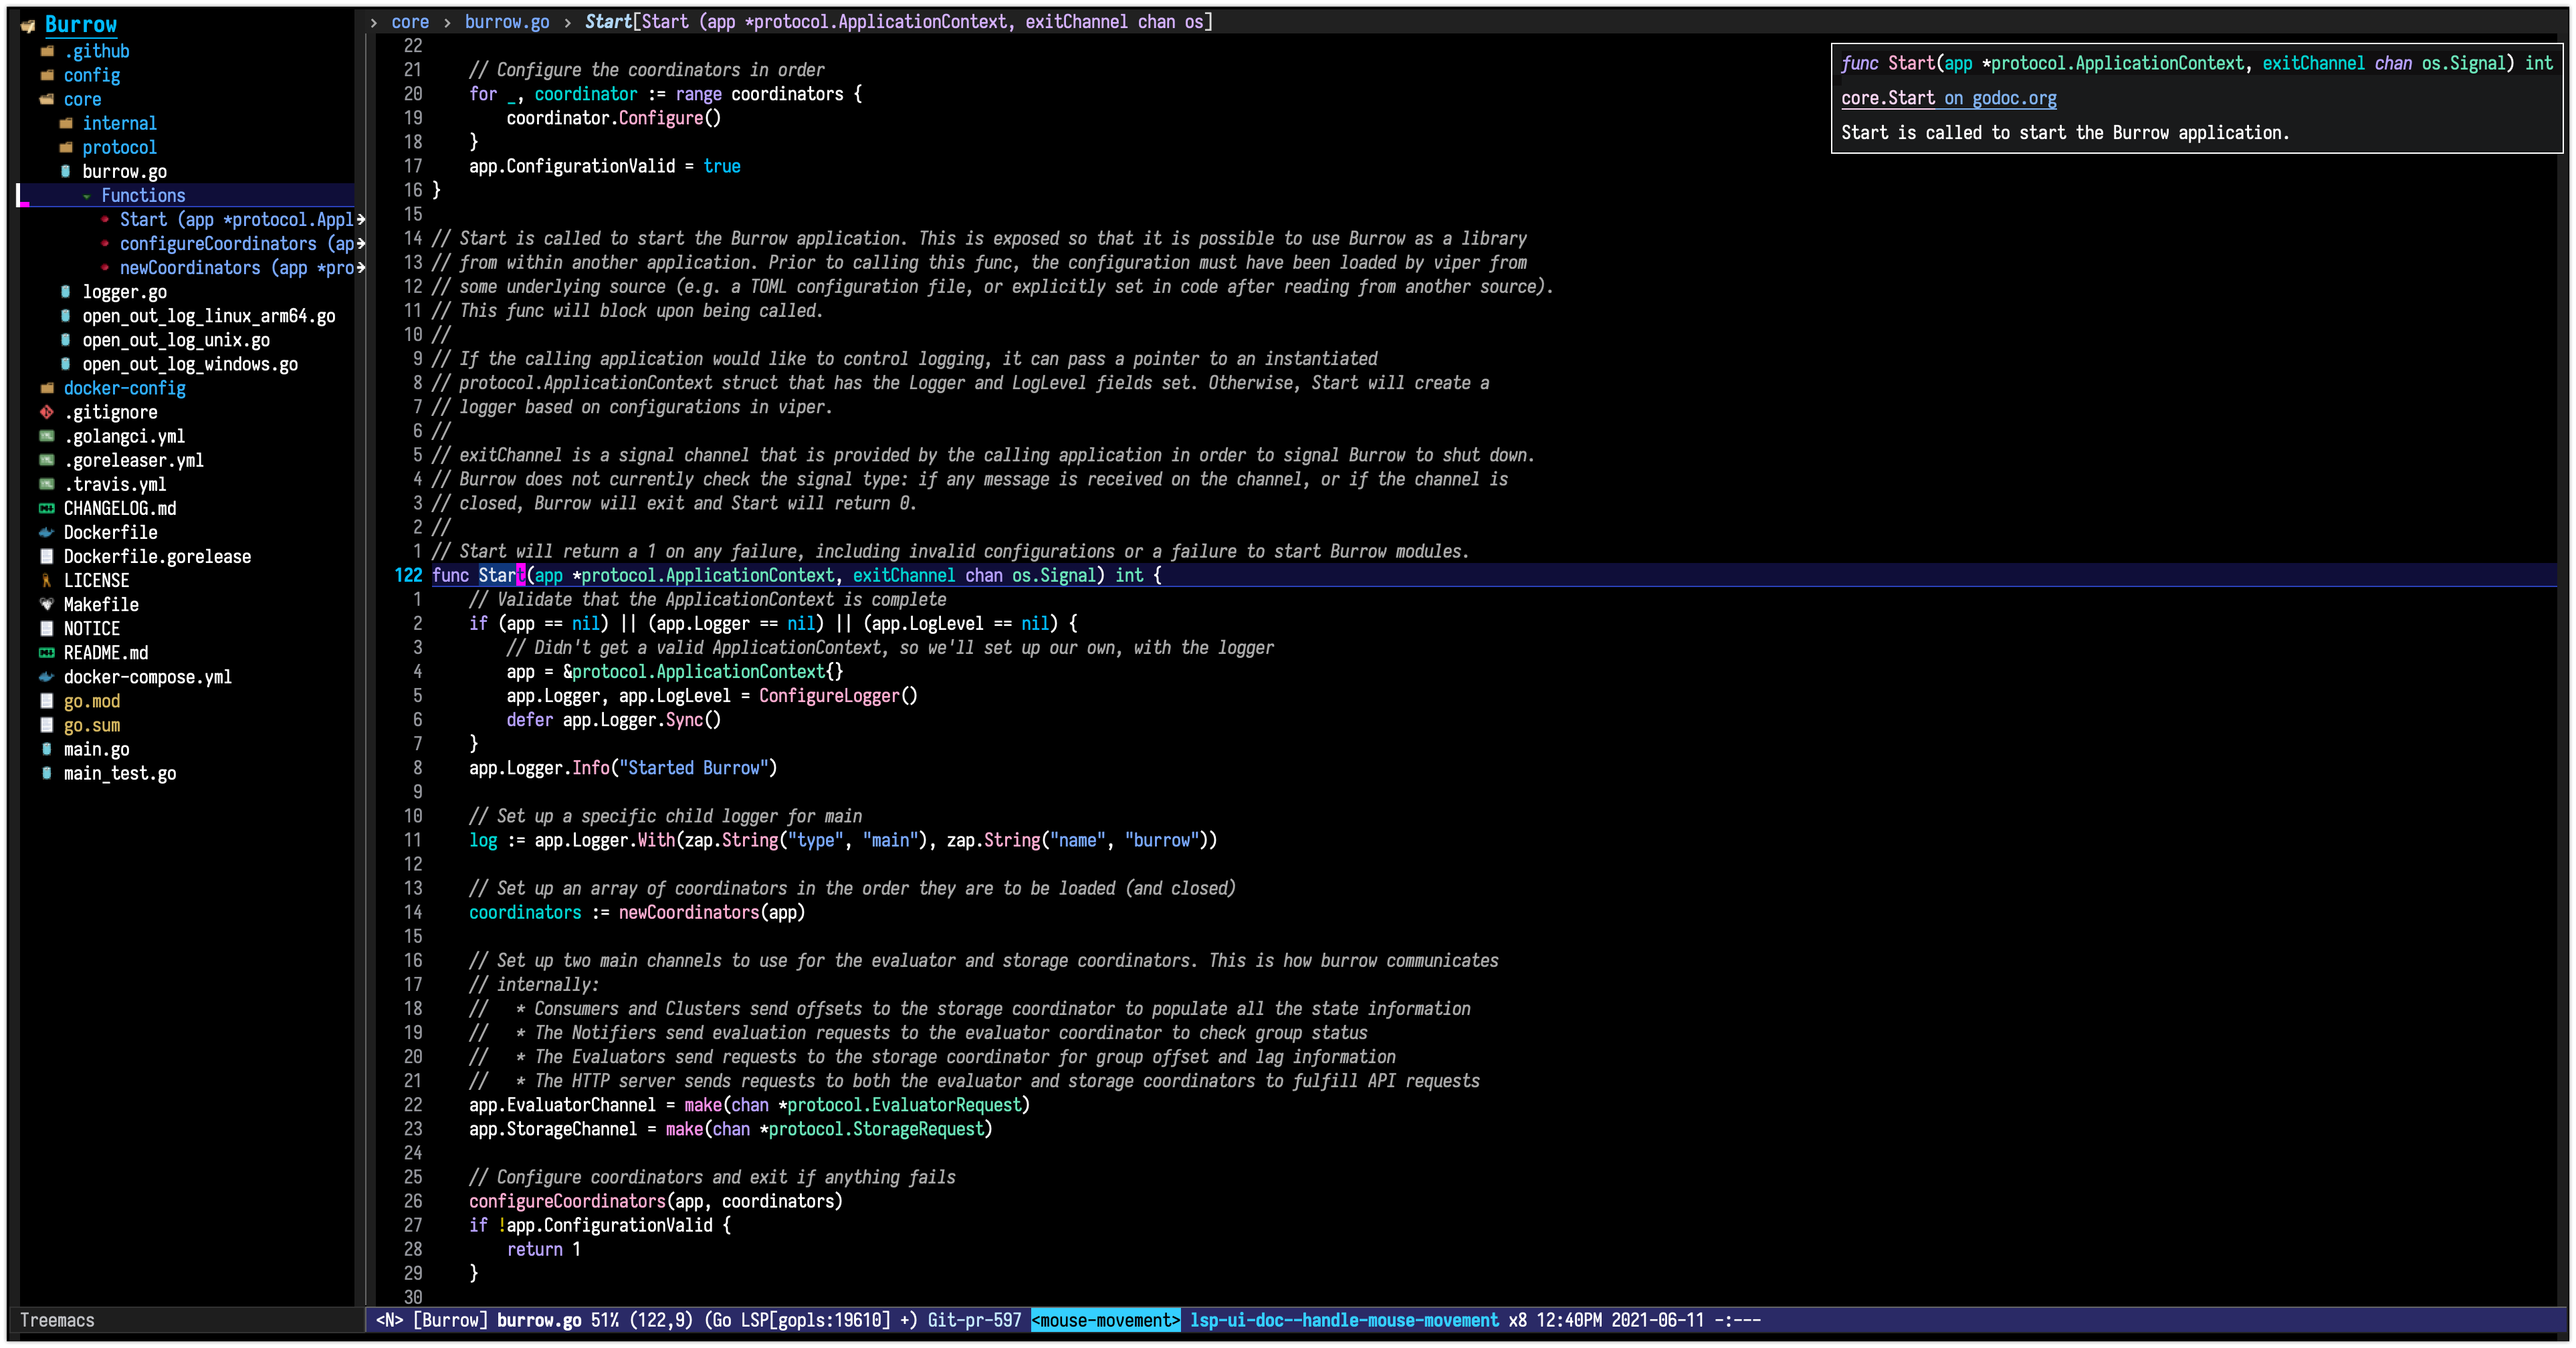 Burrow
.github
config
core
internal
protocol
burrow.go
Functions
Start (app *protocol.Appl
configureCoordinators (ap
newCoordinators (app *pro
logger.go
open_out_log_linux_arm64.go
open_out_log_unix.go
open_out_log_windows.go
docker-config
.gitignore
.golangci.yml
.goreleaser.yml
.travis.yml
CHANGELOG.md
Dockerfile
Dockerfile.gorelease
LICENSE
Makefile
NOTICE
README.md
docker-compose.yml
go.mod
go.sum
main.go
main_test.go
Treemacs
› core › burrow.go › Start[Start (app *protocol.ApplicationContext, exitChannel chan os]
22
21 // Configure the coordinators in order
20 for _, coordinator := range coordinators {
19 coordinator.Configure()
18 }
17 app.ConfigurationValid = true
16 }
15
14 // Start is called to start the Burrow application. This is exposed so that it is possible to use Burrow as a library
13 // from within another application. Prior to calling this func, the configuration must have been loaded by viper from
12 // some underlying source (e.g. a TOML configuration file, or explicitly set in code after reading from another source).
11 // This func will block upon being called.
10 //
9 // If the calling application would like to control logging, it can pass a pointer to an instantiated
8 // protocol.ApplicationContext struct that has the Logger and LogLevel fields set. Otherwise, Start will create a
7 // logger based on configurations in viper.
6 //
5 // exitChannel is a signal channel that is provided by the calling application in order to signal Burrow to shut down.
4 // Burrow does not currently check the signal type: if any message is received on the channel, or if the channel is
3 // closed, Burrow will exit and Start will return 0.
2 //
1 // Start will return a 1 on any failure, including invalid configurations or a failure to start Burrow modules.
122 func Start(app *protocol.ApplicationContext, exitChannel chan os.Signal) int {
1 // Validate that the ApplicationContext is complete
2 if (app == nil) || (app.Logger == nil) || (app.LogLevel == nil) {
3 // Didn't get a valid ApplicationContext, so we'll set up our own, with the logger
4 app = &protocol.ApplicationContext{}
5 app.Logger, app.LogLevel = ConfigureLogger()
6 defer app.Logger.Sync()
7 }
8 app.Logger.Info("Started Burrow")
9
10 // Set up a specific child logger for main
11 log := app.Logger.With(zap.String("type", "main"), zap.String("name", "burrow"))
12
13 // Set up an array of coordinators in the order they are to be loaded (and closed)
14 coordinators := newCoordinators(app)
15
16 // Set up two main channels to use for the evaluator and storage coordinators. This is how burrow communicates
17 // internally:
18 // * Consumers and Clusters send offsets to the storage coordinator to populate all the state information
19 // * The Notifiers send evaluation requests to the evaluator coordinator to check group status
20 // * The Evaluators send requests to the storage coordinator for group offset and lag information
21 // * The HTTP server sends requests to both the evaluator and storage coordinators to fulfill API requests
22 app.EvaluatorChannel = make(chan *protocol.EvaluatorRequest)
23 app.StorageChannel = make(chan *protocol.StorageRequest)
24
25 // Configure coordinators and exit if anything fails
26 configureCoordinators(app, coordinators)
27 if !app.ConfigurationValid {
28 return 1
29 }
30
func Start(app *protocol.ApplicationContext, exitChannel chan os.Signal) int
core.Start on godoc.org
Start is called to start the Burrow application.
<N> [Burrow] burrow.go 51% (122,9) (Go LSP[gopls:19610] +) Git-pr-597 <mouse-movement> lsp-ui-doc--handle-mouse-movement x8 12:40PM 2021-06-11 -:---